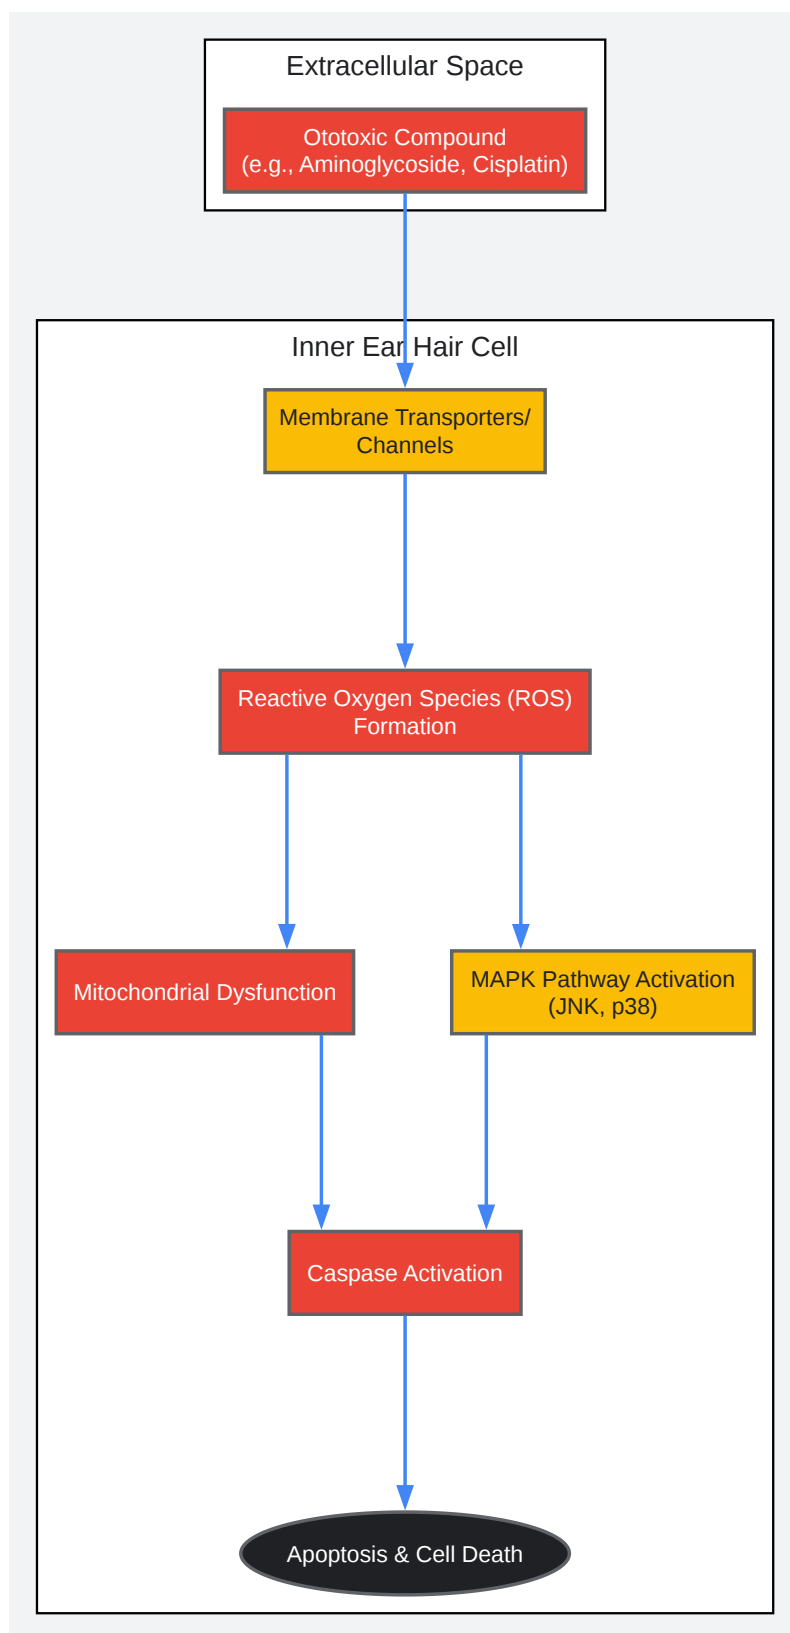 Extracellular Space
Ototoxic Compound
(e.g., Aminoglycoside, Cisplatin)
Inner Ear Hair Cell
Membrane Transporters/
Channels
Reactive Oxygen Species (ROS)
Formation
Mitochondrial Dysfunction
MAPK Pathway Activation
(JNK, p38)
Caspase Activation
Apoptosis & Cell Death